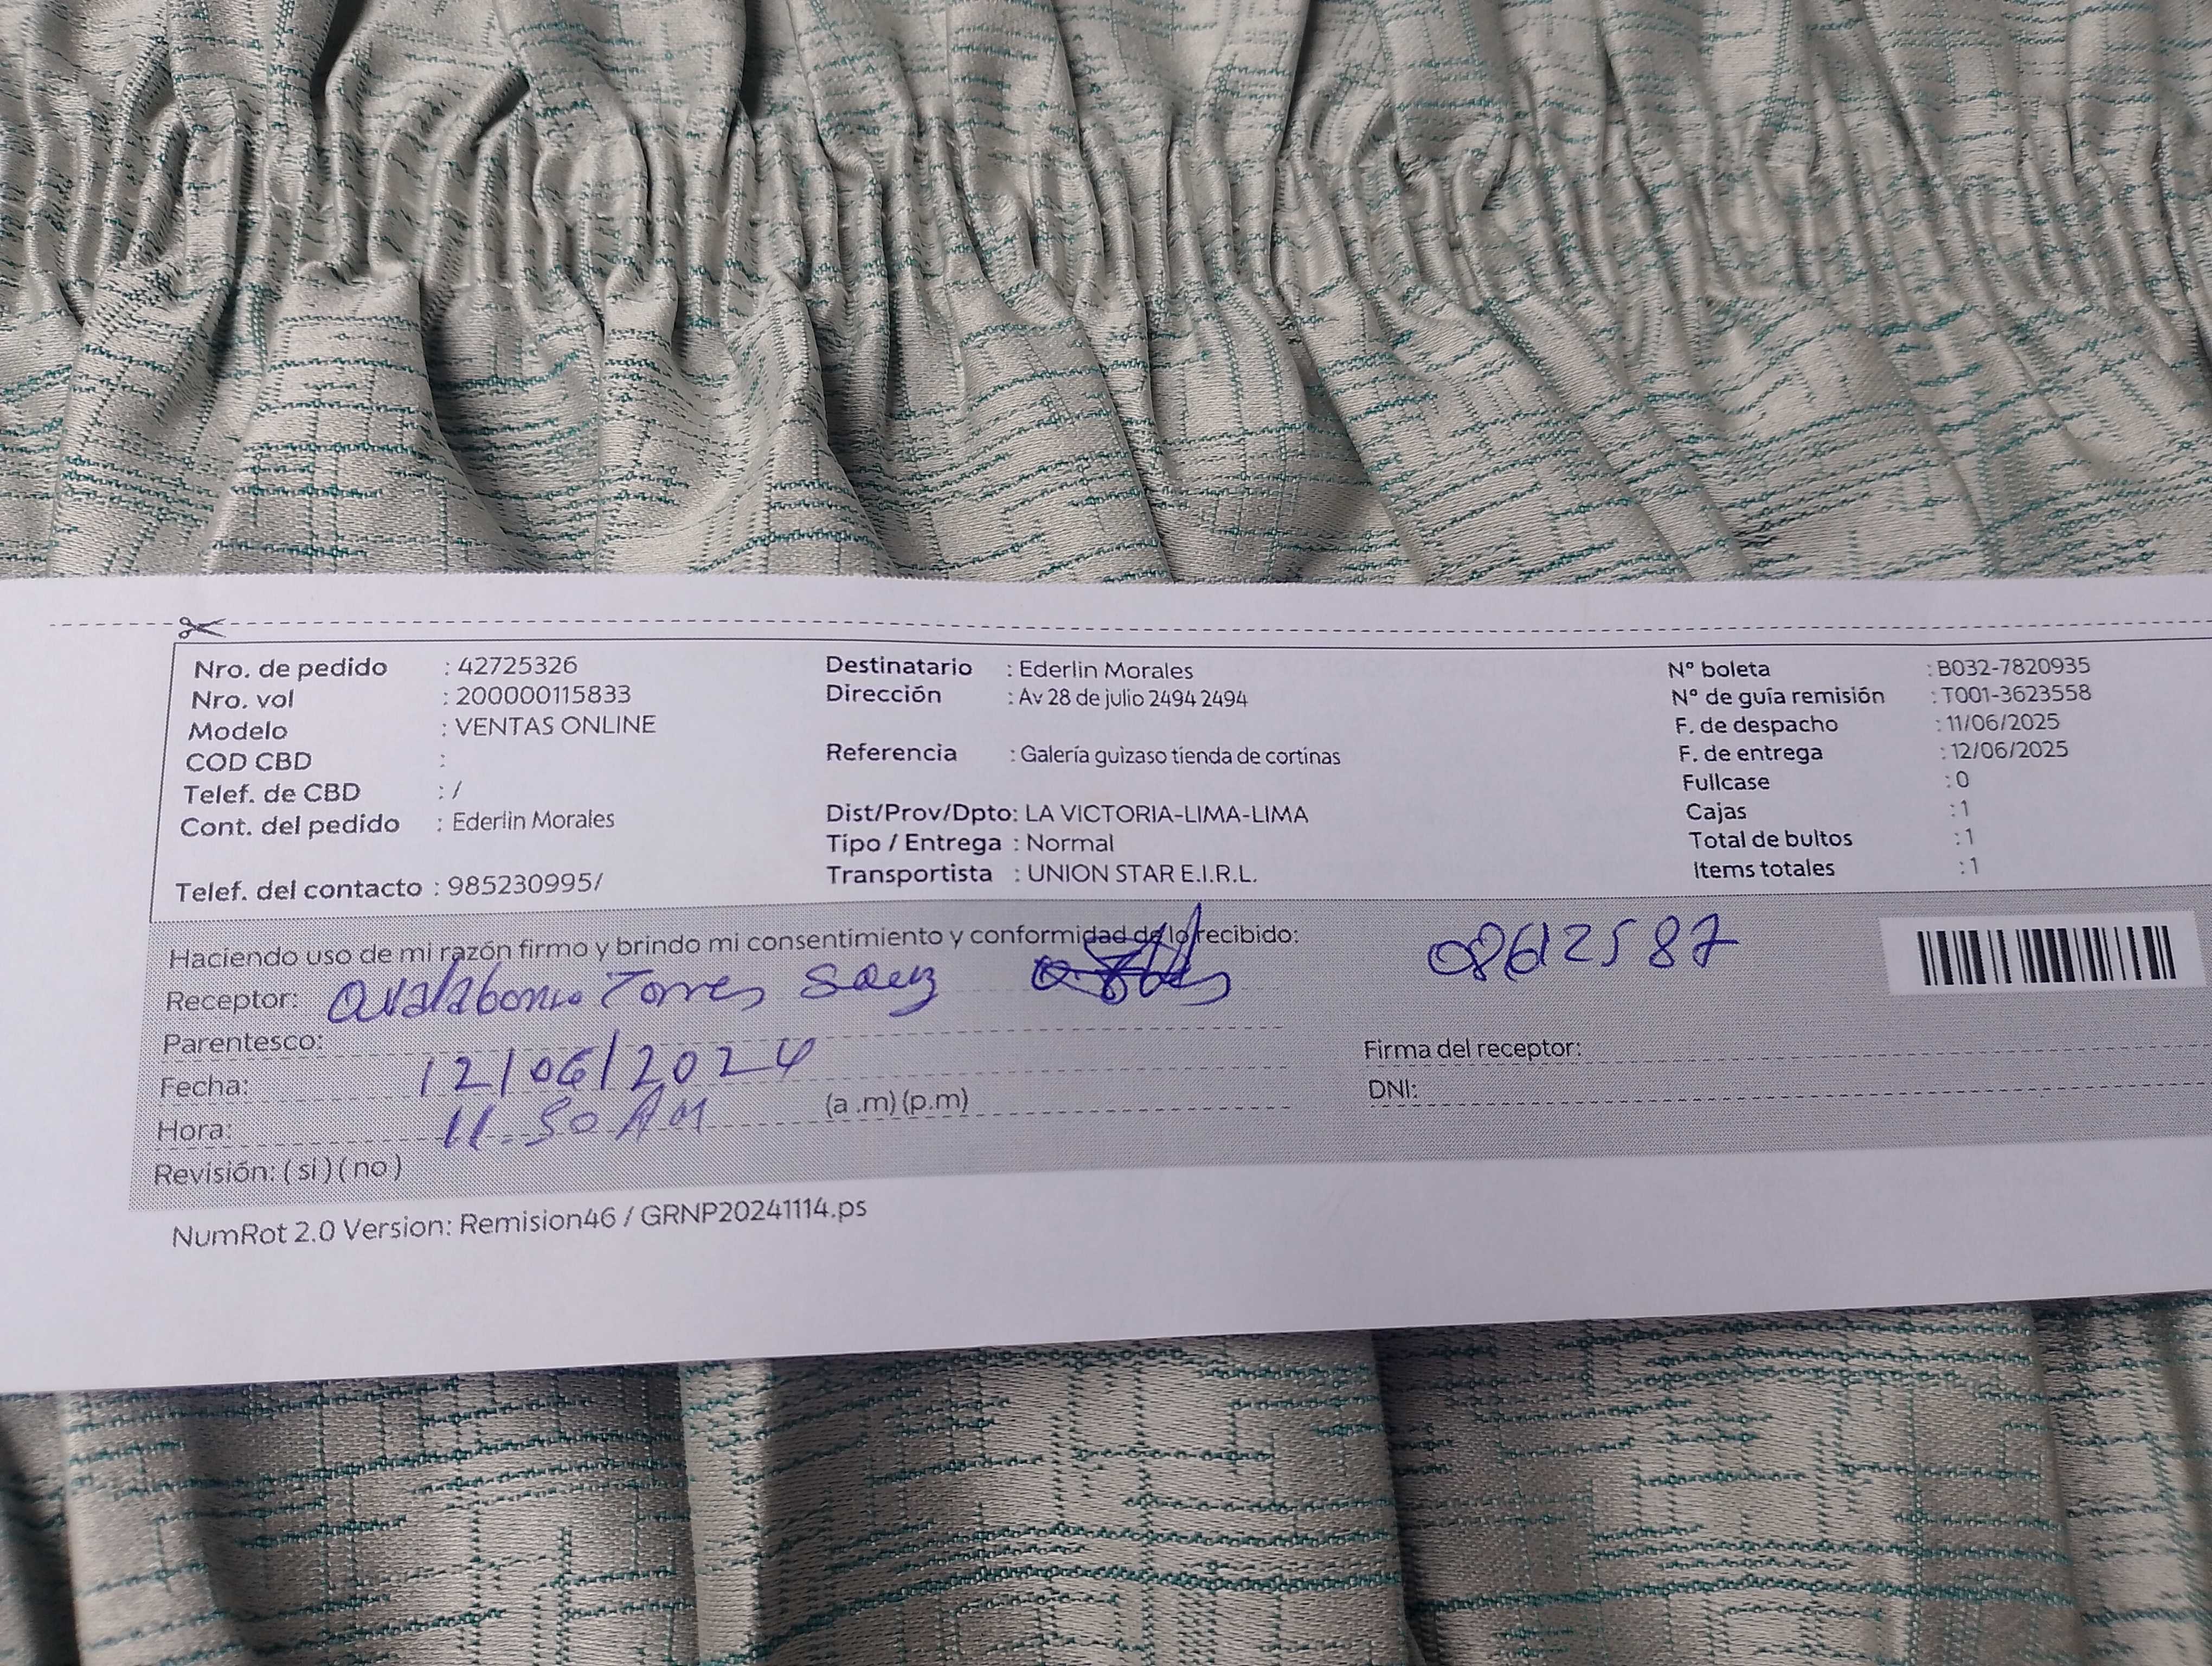 Nro. de pedido : 42725326
Nro. vol : 200000115833
Modelo : VENTAS ONLINE
COD CBD :
Telef. de CBD : /
Cont. del pedido : Ederlin Morales
Telef. del contacto : 985230995/
Destinatario : Ederlin Morales
Dirección : Av 28 de julio 2494 2494
Referencia : Galería guizaso tienda de cortinas
Dist/Prov/Dpto: LA VICTORIA-LIMA-LIMA
Tipo / Entrega : Normal
Transportista : UNION STAR E.I.R.L.
N° boleta : B032-7820935
N° de guía remisión : T001-3623558
F. de despacho : 11/06/2025
F. de entrega : 12/06/2025
Fullcase : 0
Cajas : 1
Total de bultos : 1
Items totales : 1
Haciendo uso de mi razón firmo y brindo mi consentimiento y conformidad de lo recibido:
Receptor: Torres Saez
Parentesco:
Fecha: 12/06/2024
Hora: 11.50 AM (a .m) (p.m)
Revisión: ( si ) ( no )
Firma del receptor:
DNI:
NumRot 2.0 Version: Remision46 / GRNP20241114.ps